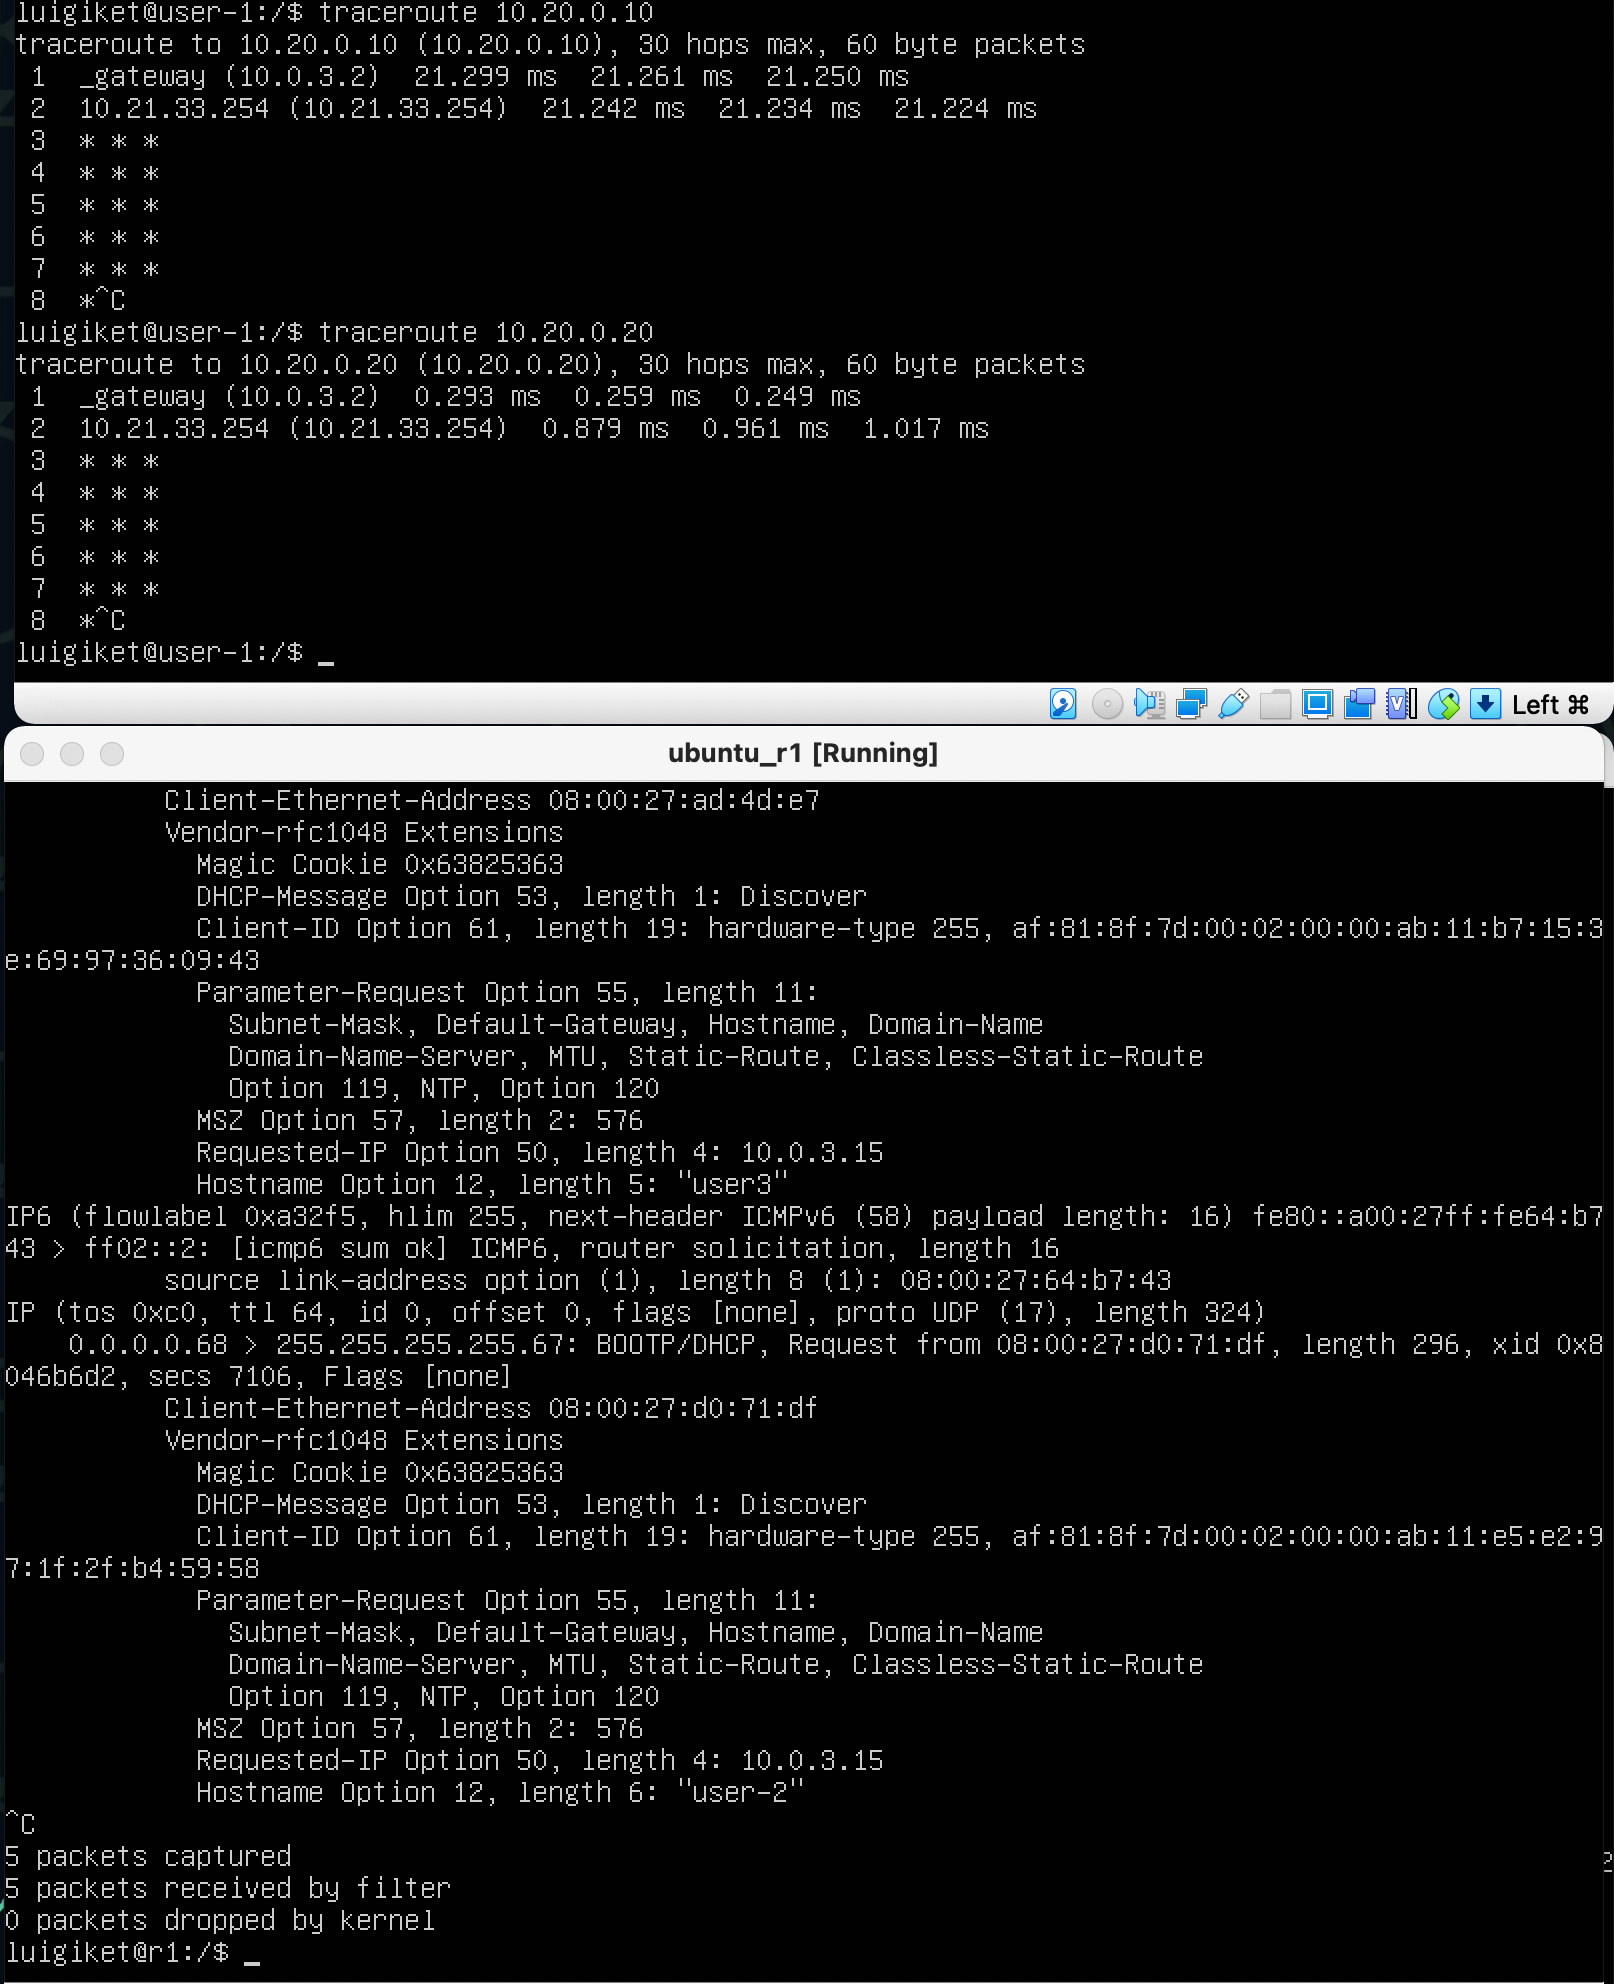 luigiket@user-1:/$ traceroute 10.20.0.10
traceroute to 10.20.0.10 (10.20.0.10), 30 hops max, 60 byte packets
 1  _gateway (10.0.3.2)  21.299 ms  21.261 ms  21.250 ms
 2  10.21.33.254 (10.21.33.254)  21.242 ms  21.234 ms  21.224 ms
 3  * * *
 4  * * *
 5  * * *
 6  * * *
 7  * * *
 8  *^C
luigiket@user-1:/$ traceroute 10.20.0.20
traceroute to 10.20.0.20 (10.20.0.20), 30 hops max, 60 byte packets
 1  _gateway (10.0.3.2)  0.293 ms  0.259 ms  0.249 ms
 2  10.21.33.254 (10.21.33.254)  0.879 ms  0.961 ms  1.017 ms
 3  * * *
 4  * * *
 5  * * *
 6  * * *
 7  * * *
 8  *^C
luigiket@user-1:/$ _
Left ⌘
ubuntu_r1 [Running]
Client-Ethernet-Address 08:00:27:ad:4d:e7
Vendor-rfc1048 Extensions
Magic Cookie 0x63825363
DHCP-Message Option 53, length 1: Discover
Client-ID Option 61, length 19: hardware-type 255, af:81:8f:7d:00:02:00:00:ab:11:b7:15:3
e:69:97:36:09:43
Parameter-Request Option 55, length 11:
Subnet-Mask, Default-Gateway, Hostname, Domain-Name
Domain-Name-Server, MTU, Static-Route, Classless-Static-Route
Option 119, NTP, Option 120
MSZ Option 57, length 2: 576
Requested-IP Option 50, length 4: 10.0.3.15
Hostname Option 12, length 5: "user3"
IP6 (flowlabel 0xa32f5, hlim 255, next-header ICMPv6 (58) payload length: 16) fe80::a00:27ff:fe64:b7
43 > ff02::2: [icmp6 sum ok] ICMP6, router solicitation, length 16
source link-address option (1), length 8 (1): 08:00:27:64:b7:43
IP (tos 0xc0, ttl 64, id 0, offset 0, flags [none], proto UDP (17), length 324)
0.0.0.0.68 > 255.255.255.255.67: BOOTP/DHCP, Request from 08:00:27:d0:71:df, length 296, xid 0x8
046b6d2, secs 7106, Flags [none]
Client-Ethernet-Address 08:00:27:d0:71:df
Vendor-rfc1048 Extensions
Magic Cookie 0x63825363
DHCP-Message Option 53, length 1: Discover
Client-ID Option 61, length 19: hardware-type 255, af:81:8f:7d:00:02:00:00:ab:11:e5:e2:9
7:1f:2f:b4:59:58
Parameter-Request Option 55, length 11:
Subnet-Mask, Default-Gateway, Hostname, Domain-Name
Domain-Name-Server, MTU, Static-Route, Classless-Static-Route
Option 119, NTP, Option 120
MSZ Option 57, length 2: 576
Requested-IP Option 50, length 4: 10.0.3.15
Hostname Option 12, length 6: "user-2"
^C
5 packets captured
5 packets received by filter
0 packets dropped by kernel
luigiket@r1:/$ _